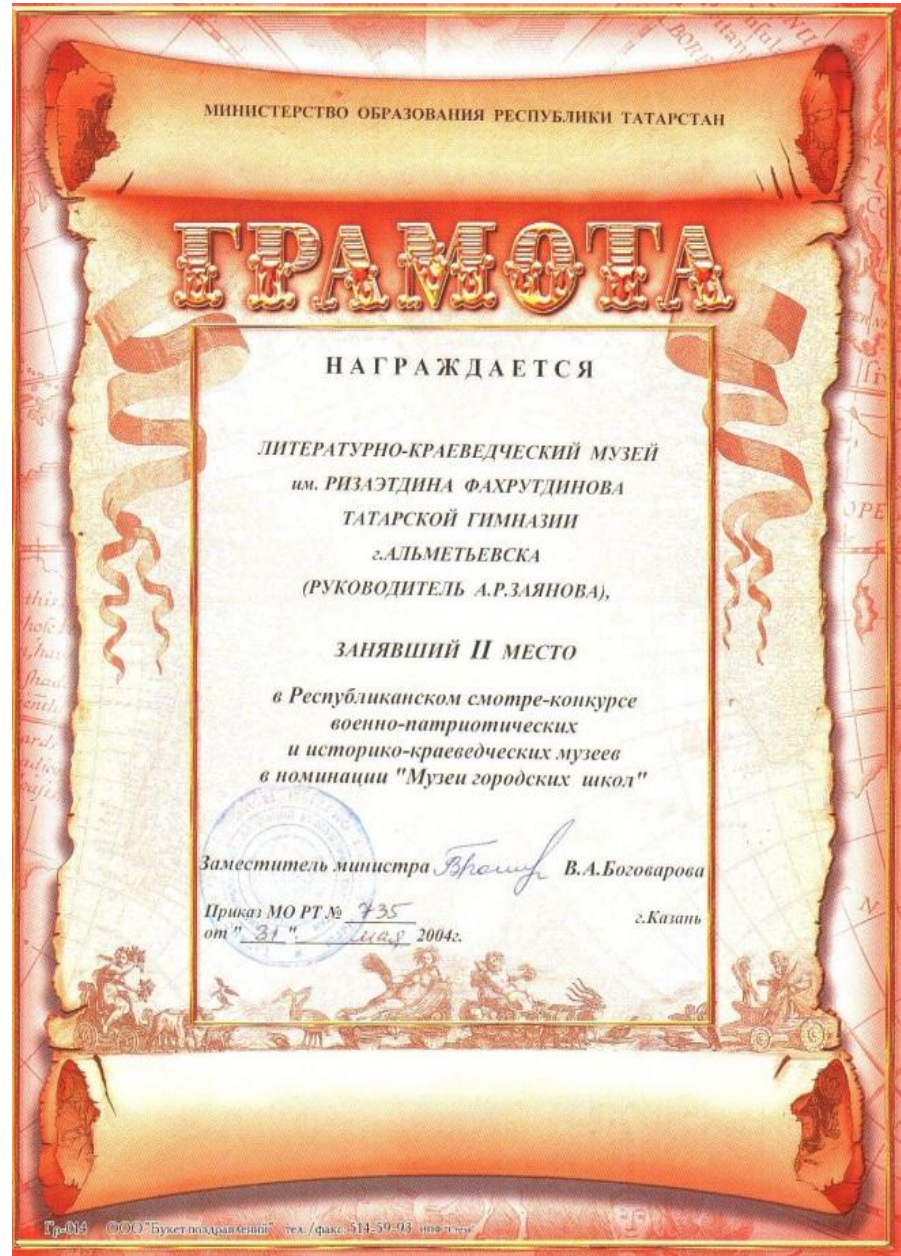 МИНИСТЕРСТВО ОБРАЗОВАНИЯ РЕСПУБЛИКИ ТАТАРСТАН
ГРАМОТА
НАГРАЖДАЕТСЯ
ЛИТЕРАТУРНО-КРАЕВЕДЧЕСКИЙ МУЗЕЙ
им. РИЗАЭТДИНА ФАХРУТДИНОВА
ТАТАРСКОЙ ГИМНАЗИИ
г.АЛЬМЕТЬЕВСКА
(РУКОВОДИТЕЛЬ А.Р.ЗАЯНОВА),
ЗАНЯВШИЙ II МЕСТО
в Республиканском смотре-конкурсе
военно-патриотических
и историко-краеведческих музеев
в номинации "Музеи городских школ"
Заместитель министра В.А.Боговарова
Приказ МО РТ № 735 г.Казань
от "31". мая 2004г.
Гр-014 ООО "Букет поздравлений" тел./факс: 514-59-93